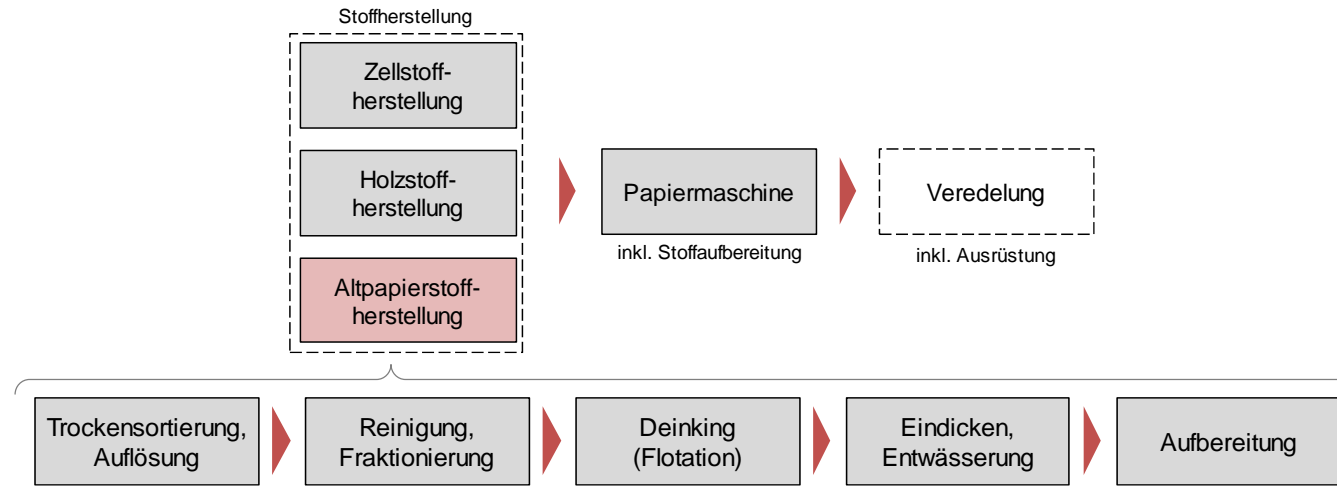 Stoffherstellung
Zellstoff-
herstellung
Holzstoff-
herstellung
Altpapierstoff-
herstellung
Papiermaschine
inkl. Stoffaufbereitung
Veredelung
inkl. Ausrüstung
Trockensortierung,
Auflösung
Reinigung,
Fraktionierung
Deinking
(Flotation)
Eindicken,
Entwässerung
Aufbereitung